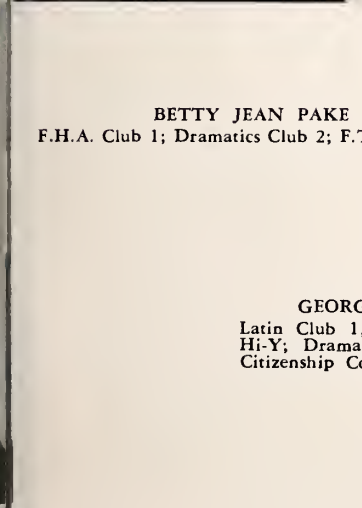 BETTY JEAN PAKE
F.H.A. Club 1; Dramatics Club 2;
Latin Club 1,
Hi-Y;
Citizenship